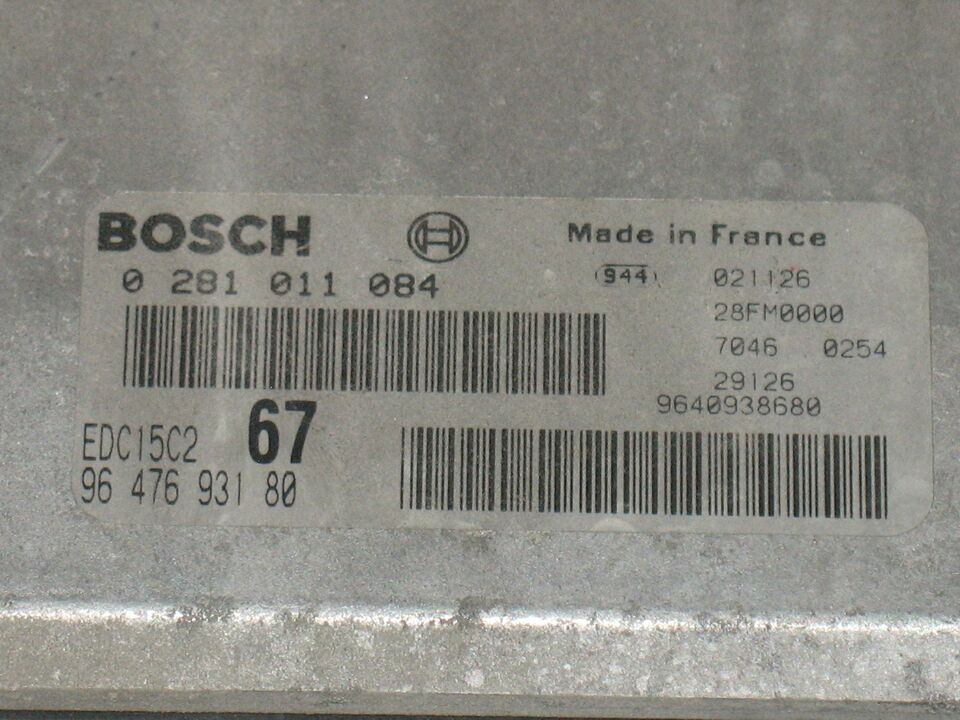 BOSCH
Made in France
0 281 011 084
944
021126
28FM0000
7046 0254
29126
9640938680
EDC15C2 67
96 476 931 80